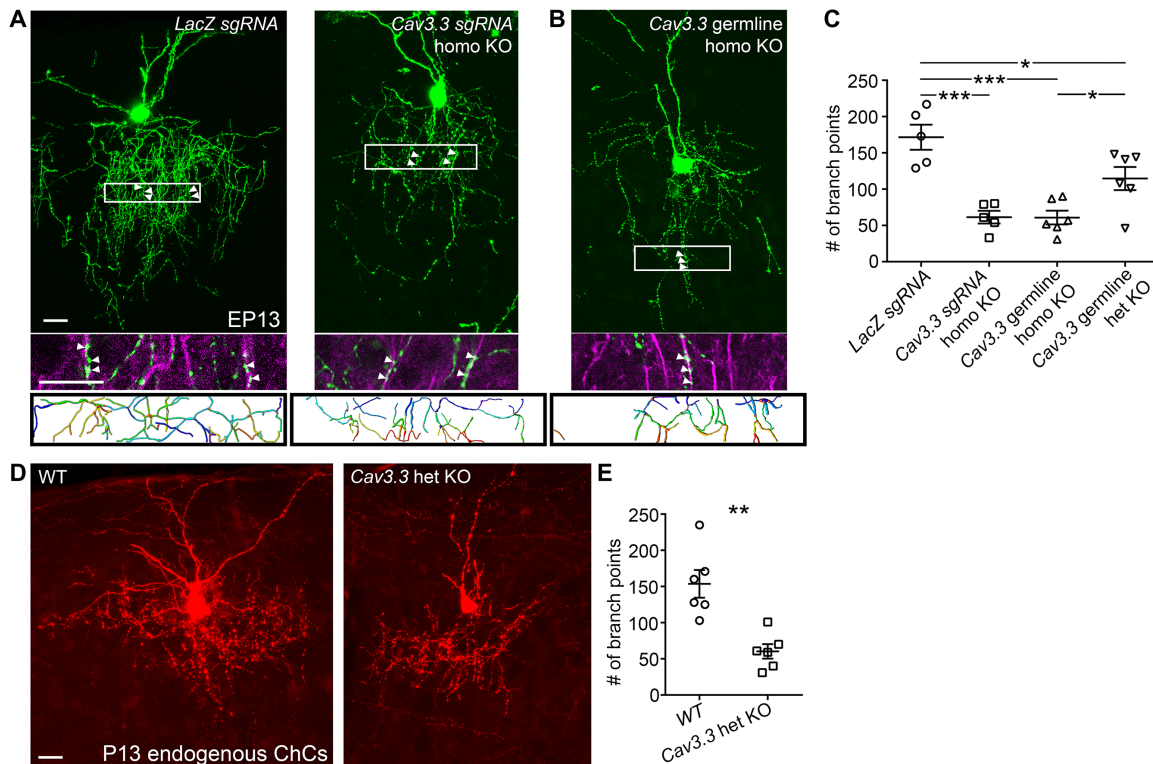 A
LacZ sgRNA
Cav3.3 sgRNA
homo KO
EP13
B
Cav3.3 germline
homo KO
C
*
***
***
*
250
200
150
100
50
0
# of branch points
LacZ sgRNA
Cav3.3 sgRNA
homo KO
Cav3.3 germline
homo KO
Cav3.3 germline
het KO
D
WT
Cav3.3 het KO
P13 endogenous ChCs
E
**
250
200
150
100
50
0
# of branch points
WT
Cav3.3 het KO